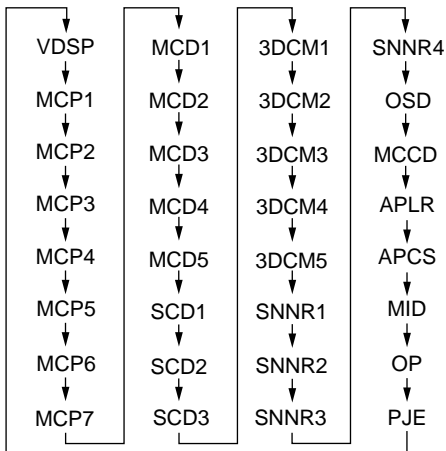 VDSP
MCP1
MCP2
MCP3
MCP4
MCP5
MCP6
MCP7
MCD1
MCD2
MCD3
MCD4
MCD5
SCD1
SCD2
SCD3
3DCM1
3DCM2
3DCM3
3DCM4
3DCM5
SNNR1
SNNR2
SNNR3
SNNR4
OSD
MCCD
APLR
APCS
MID
OP
PJE